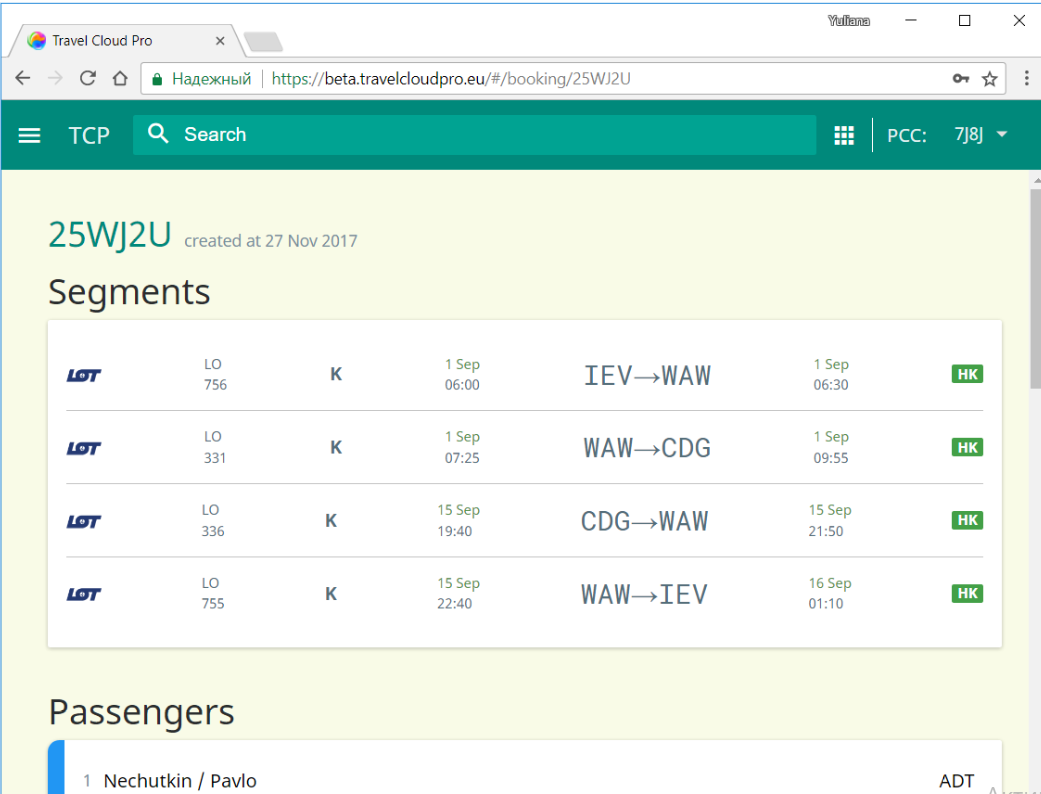 Yuliana
Travel Cloud Pro
Надежный https://beta.travelcloudpro.eu/#/booking/25WJ2U
TCP Search PCC: 7J8J
25WJ2U created at 27 Nov 2017
Segments
LOT LO 756 K 1 Sep 06:00 IEV→WAW 1 Sep 06:30 HK
LOT LO 331 K 1 Sep 07:25 WAW→CDG 1 Sep 09:55 HK
LOT LO 336 K 15 Sep 19:40 CDG→WAW 15 Sep 21:50 HK
LOT LO 755 K 15 Sep 22:40 WAW→IEV 16 Sep 01:10 HK
Passengers
1 Nechutkin / Pavlo ADT